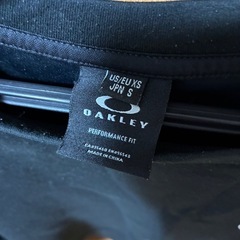 US/EU XS
JPN S
OAKLEY
PERFORMANCE FIT
MADE IN CHINA